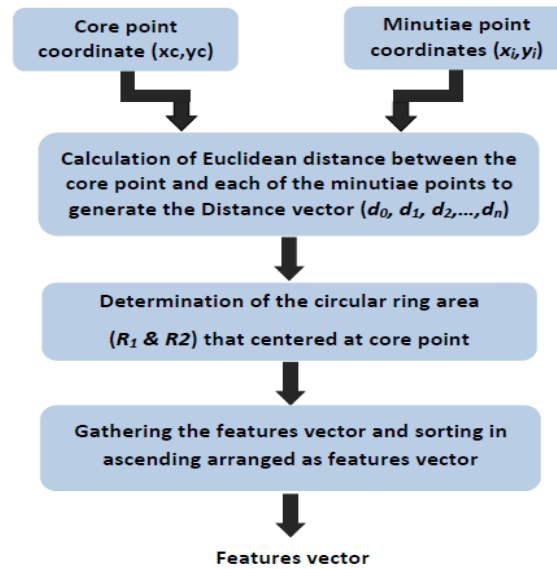 Core point
coordinate (xc,yc)
Minutiae point
coordinates (xi,yi)
Calculation of Euclidean distance between the
core point and each of the minutiae points to
generate the Distance vector (d0, d1, d2,...,dn)
Determination of the circular ring area
(R1 & R2) that centered at core point
Gathering the features vector and sorting in
ascending arranged as features vector
Features vector